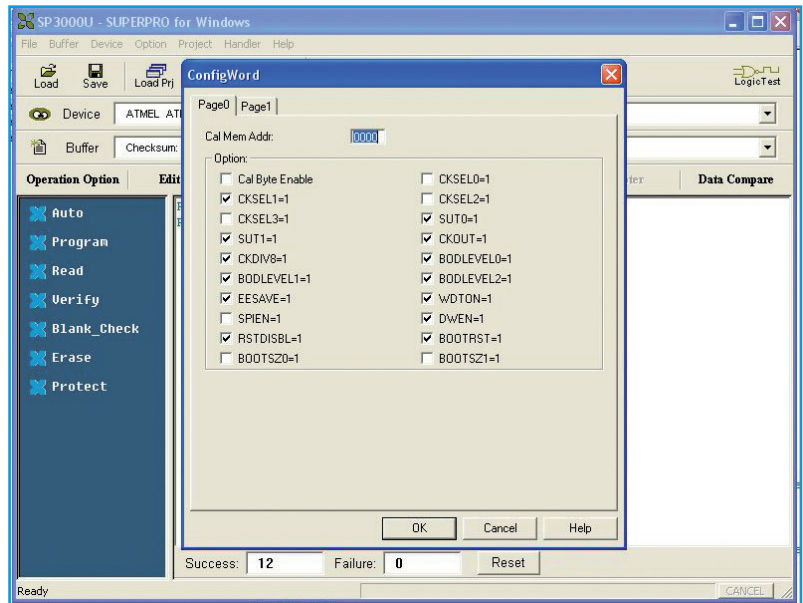 SP3000U - SUPERPRO for Windows
File Buffer Device Option Project Handler Help
Load Save Load Prj LogicTest
Device ATMEL
Buffer Checksum:
Operation Option Data Compare
Auto
Program
Read
Verify
Blank_Check
Erase
Protect
ConfigWord
Page0 Page1
Cal Mem Addr: 0000
Option:
Cal Byte Enable CKSEL0=1
CKSEL1=1 CKSEL2=1
CKSEL3=1 SUT0=1
SUT1=1 CKOUT=1
CKDIV8=1 BODLEVEL0=1
BODLEVEL1=1 BODLEVEL2=1
EESAVE=1 WDTON=1
SPIEN=1 DWEN=1
RSTDISBL=1 BOOTRST=1
BOOTSZ0=1 BOOTSZ1=1
OK Cancel Help
Success: 12 Failure: 0 Reset
Ready CANCEL